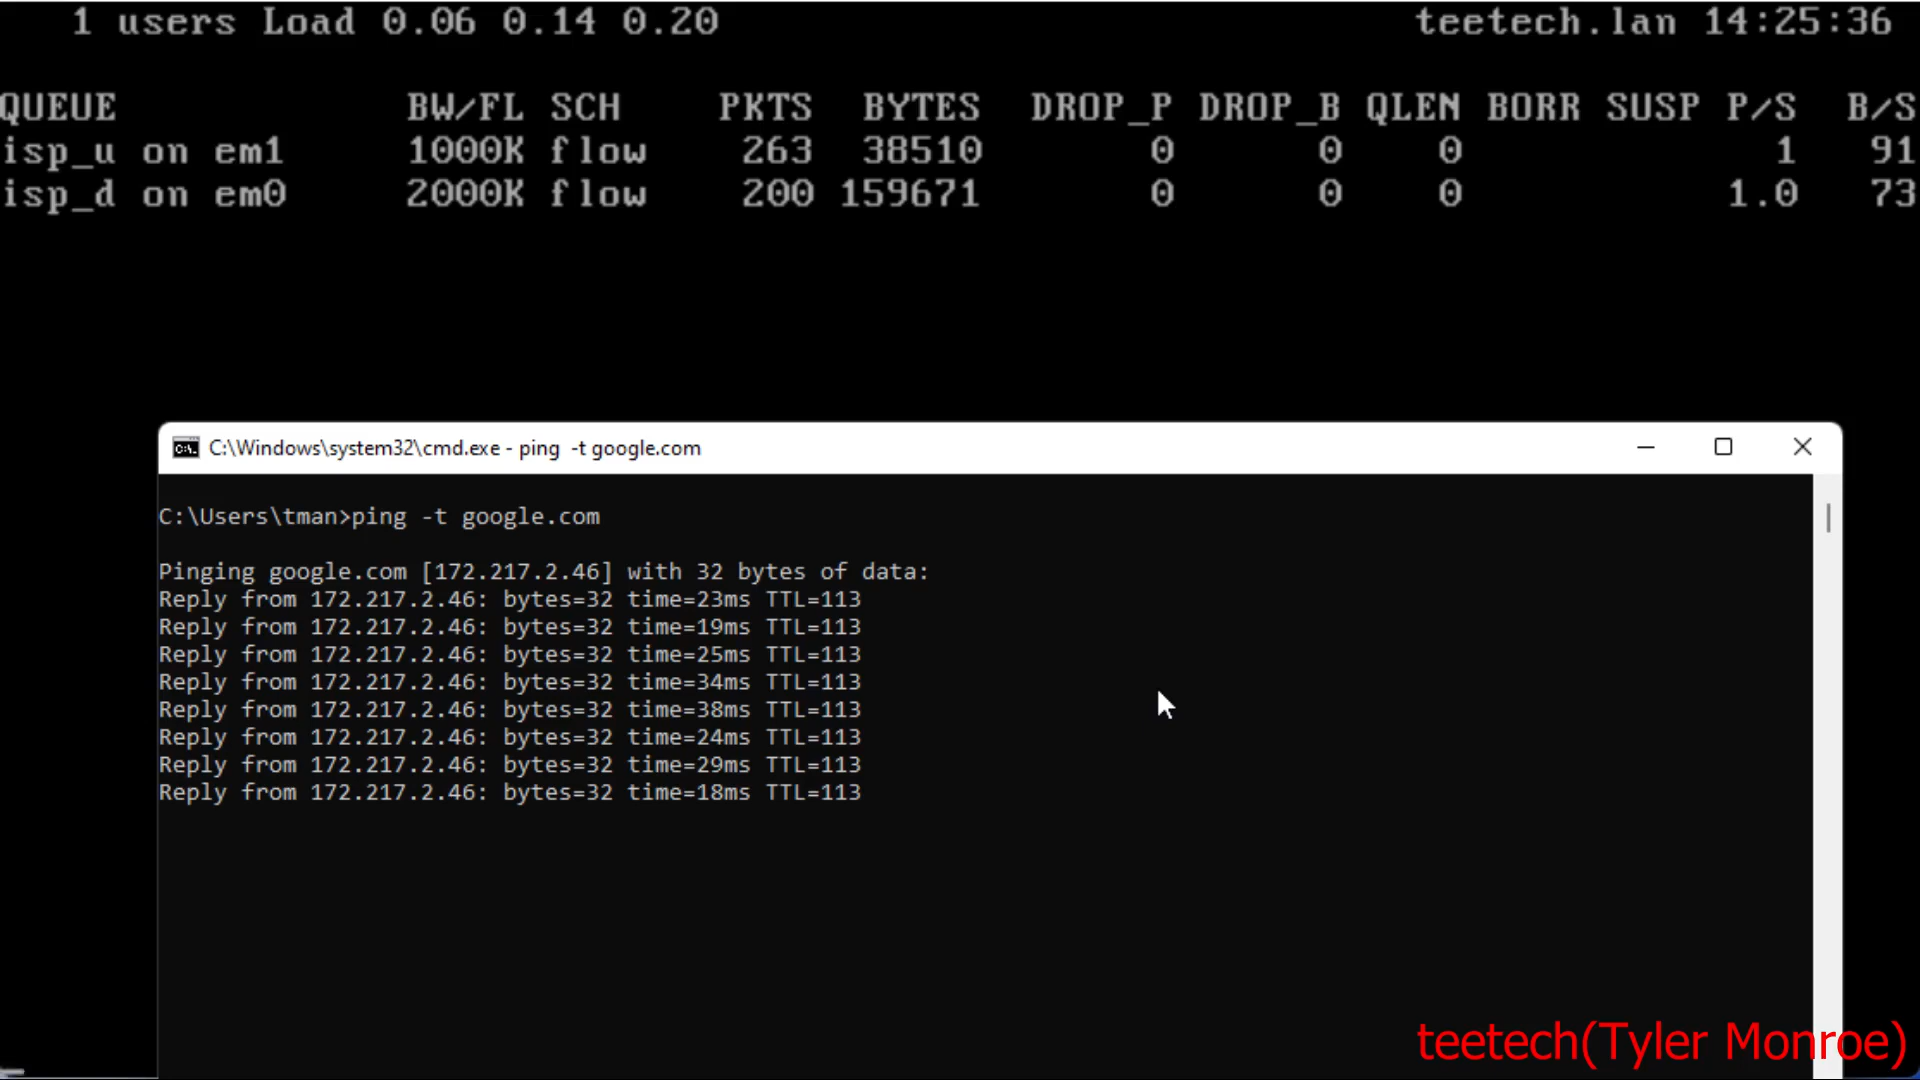 1 users Load 0.06 0.14 0.20 teetech.lan 14:25:36
QUEUE BW/FL SCH PKTS BYTES DROP_P DROP_B QLEN BORR SUSP P/S B/S
isp_u on em1 1000K flow 263 38510 0 0 0 1 91
isp_d on em0 2000K flow 200 159671 0 0 0 1.0 73
C:\Windows\system32\cmd.exe - ping -t google.com
C:\Users\tman>ping -t google.com
Pinging google.com [172.217.2.46] with 32 bytes of data:
Reply from 172.217.2.46: bytes=32 time=23ms TTL=113
Reply from 172.217.2.46: bytes=32 time=19ms TTL=113
Reply from 172.217.2.46: bytes=32 time=25ms TTL=113
Reply from 172.217.2.46: bytes=32 time=34ms TTL=113
Reply from 172.217.2.46: bytes=32 time=38ms TTL=113
Reply from 172.217.2.46: bytes=32 time=24ms TTL=113
Reply from 172.217.2.46: bytes=32 time=29ms TTL=113
Reply from 172.217.2.46: bytes=32 time=18ms TTL=113
teetech(Tyler Monroe)